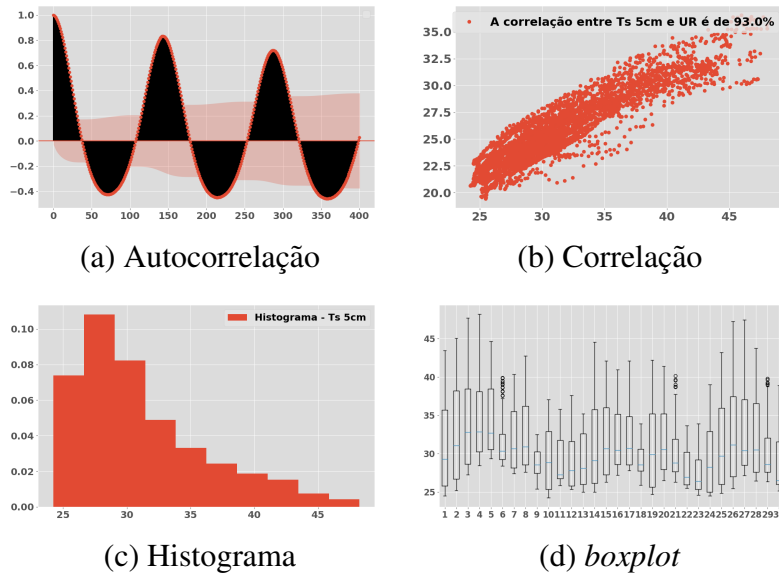 1.0
0.8
0.6
0.4
0.2
0.0
−0.2
−0.4
0 50 100 150 200 250 300 350 400
(a) Autocorrelação
A correlação entre Ts 5cm e UR é de 93.0%
35.0
32.5
30.0
27.5
25.0
22.5
20.0
25 30 35 40 45
(b) Correlação
Histograma - Ts 5cm
0.10
0.08
0.06
0.04
0.02
0.00
25 30 35 40 45
(c) Histograma
45
40
35
30
25
1 2 3 4 5 6 7 8 9 10 11 12 13 14 15 16 17 18 19 20 21 22 23 24 25 26 27 28 29 3
(d) boxplot